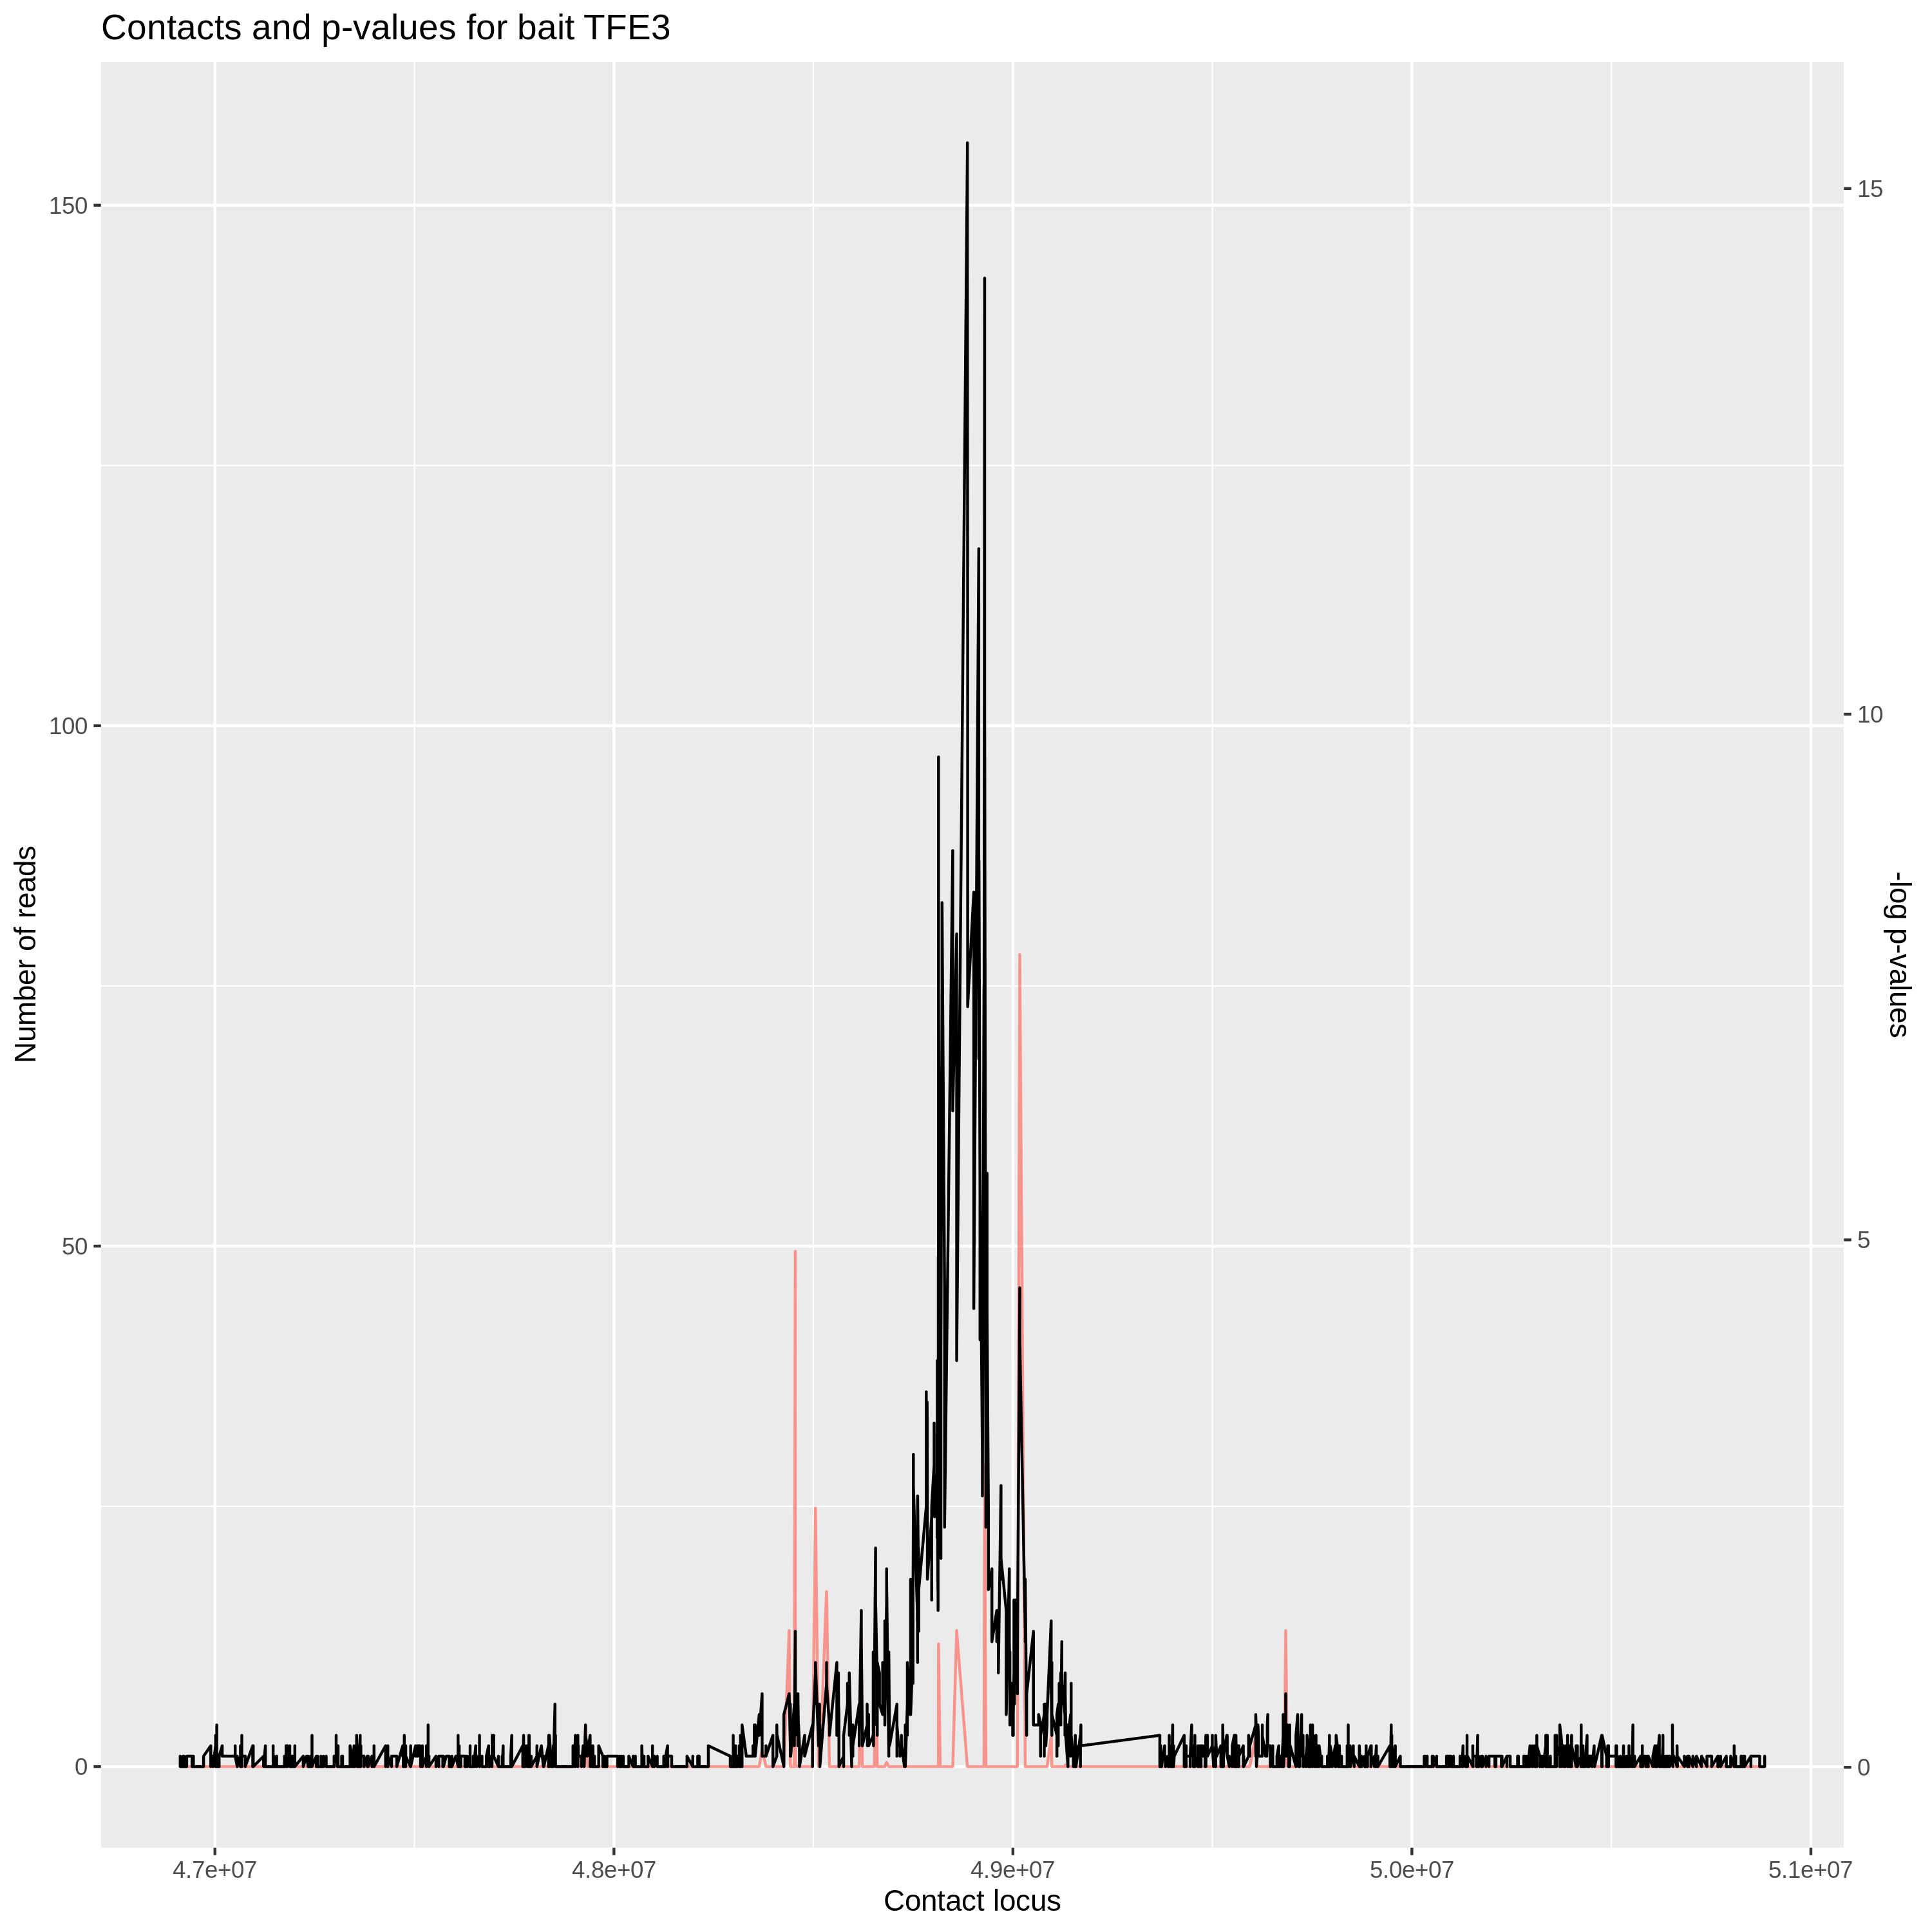 Contacts and p-values for bait TFE3
150
100
50
0
Number of reads
15
10
5
0
-log p-values
4.7e+07
4.8e+07
4.9e+07
5.0e+07
5.1e+07
Contact locus